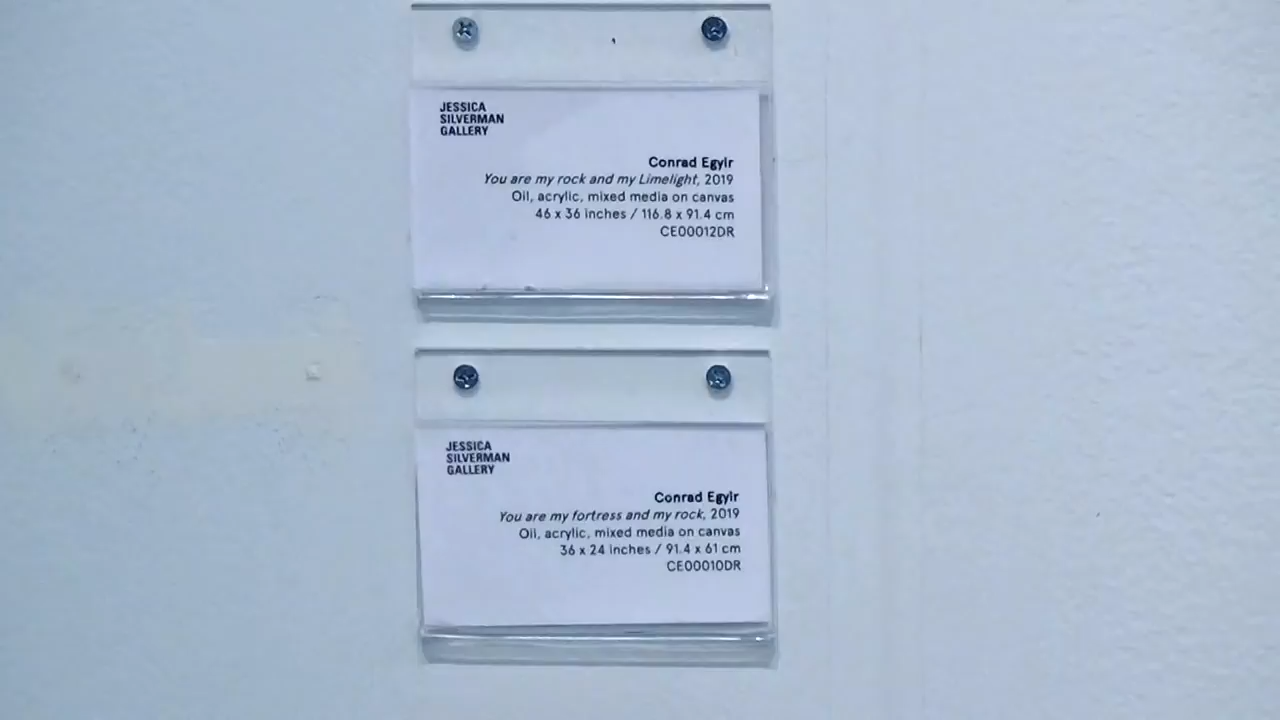 JESSICA
SILVERMAN
GALLERY
Conrad Egyir
You are my rock and my Limelight, 2019
Oil, acrylic, mixed media on canvas
46 x 36 inches / 116.8 x 91.4 cm
CE00012DR
JESSICA
SILVERMAN
GALLERY
Conrad Egyir
You are my fortress and my rock, 2019
Oil, acrylic, mixed media on canvas
36 x 24 inches / 91.4 x 61 cm
CE00010DR